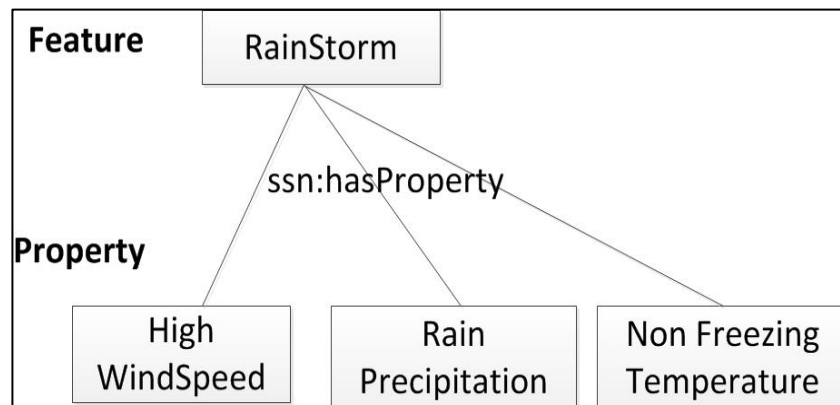 Feature
RainStorm
ssn:hasProperty
Property
High
WindSpeed
Rain
Precipitation
Non Freezing
Temperature